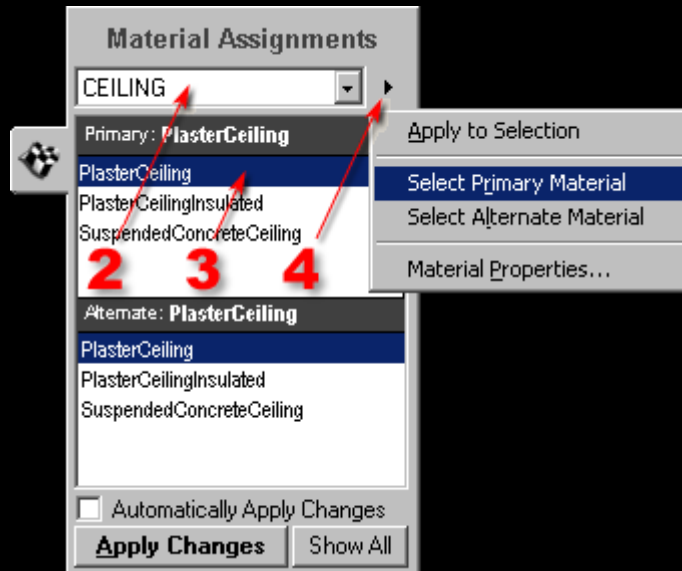 Material Assignments
CEILING
Primary: PlasterCeiling
PlasterCeiling
PlasterCeilingInsulated
SuspendedConcreteCeiling
2 3 4
Apply to Selection
Select Primary Material
Select Alternate Material
Material Properties...
Alternate: PlasterCeiling
PlasterCeiling
PlasterCeilingInsulated
SuspendedConcreteCeiling
Automatically Apply Changes
Apply Changes Show All